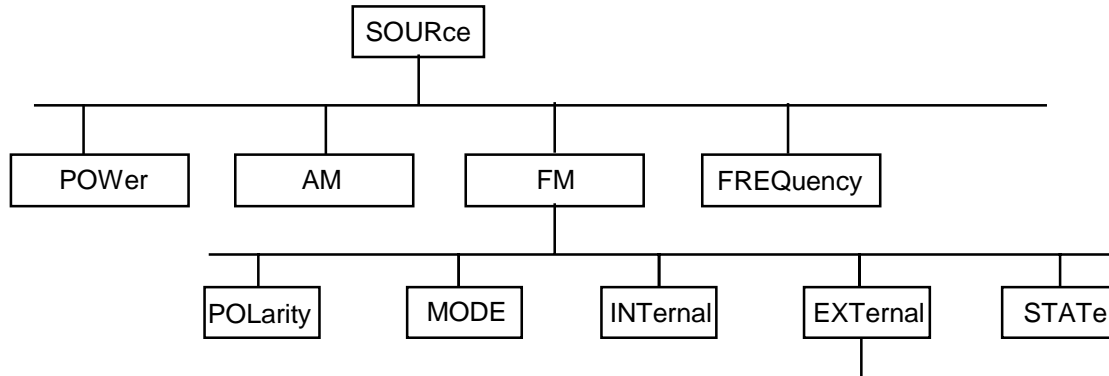 SOURce
POWer
AM
FM
FREQuency
POLarity
MODE
INTernal
EXTernal
STATe